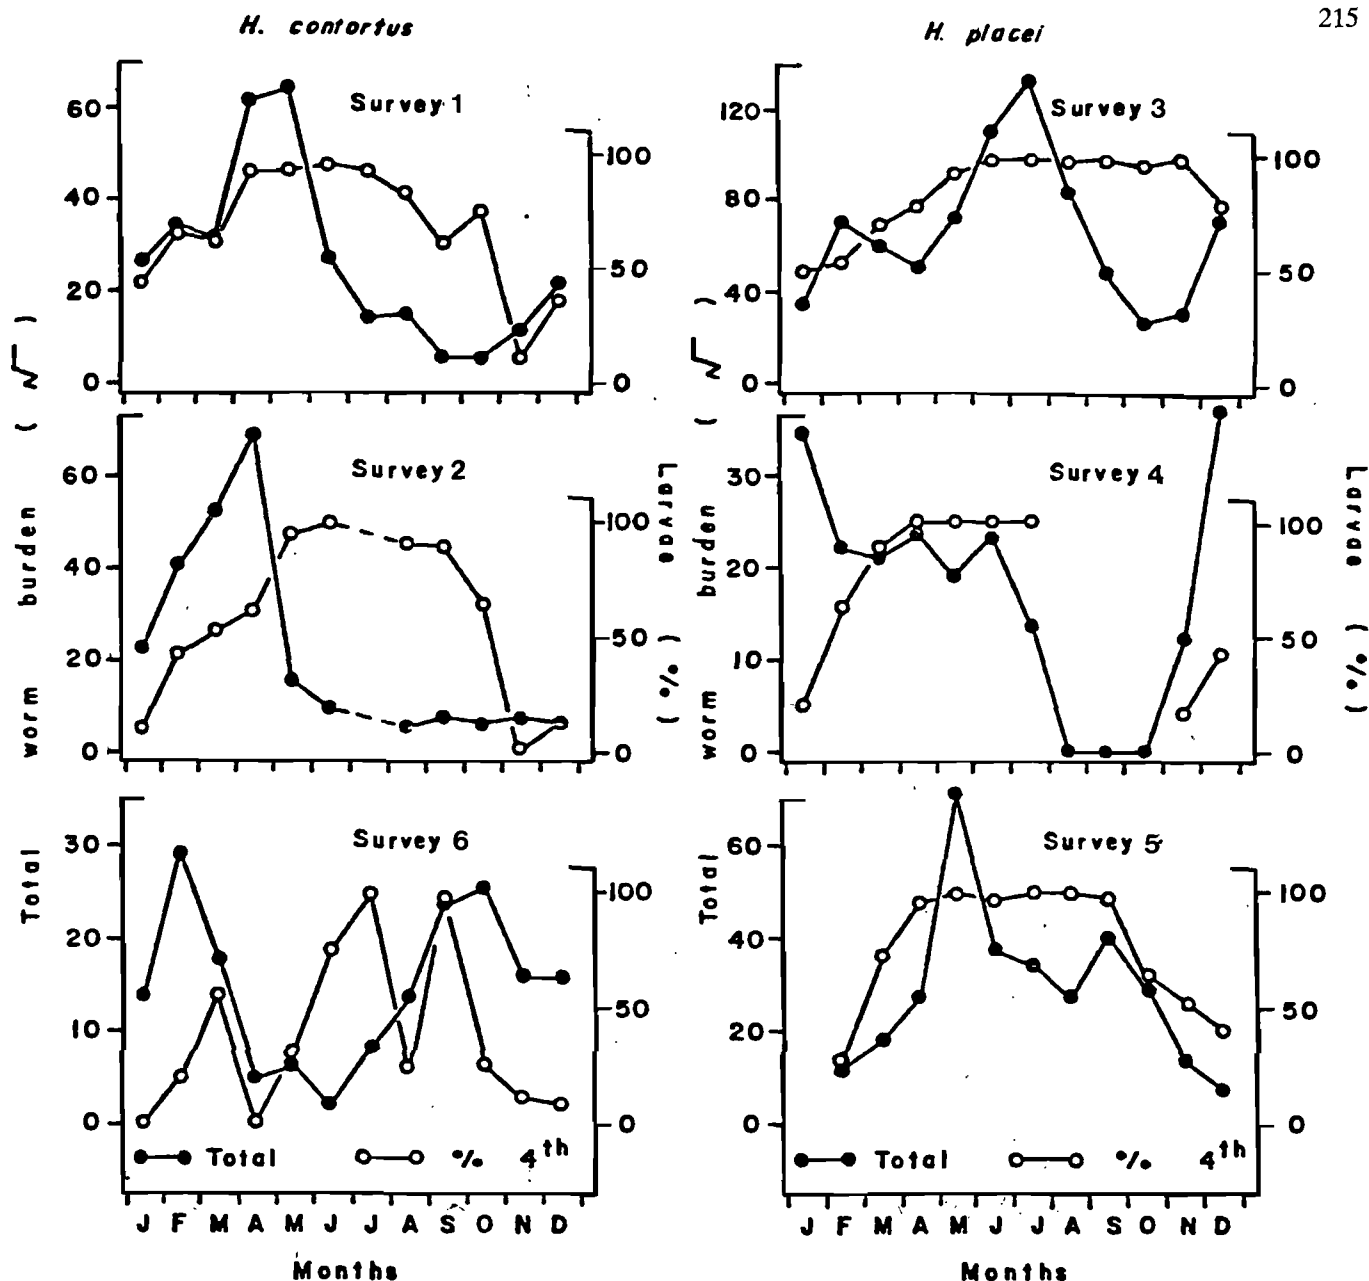 215
H. contortus
H. placei
Survey 1
60
40
20
0
100
50
0
Survey 3
120
80
40
0
100
50
0
Survey 2
60
40
20
0
100
50
0
Survey 4
30
20
10
0
100
50
0
Survey 6
30
20
10
0
100
50
0
Survey 5
60
40
20
0
100
50
0
Total worm burden ( √ )
Larvae ( % )
Total worm burden ( √ )
Larvae ( % )
Total % 4th
Total % 4th
J F M A M J J A S O N D
J F M A M J J A S O N D
Months
Months